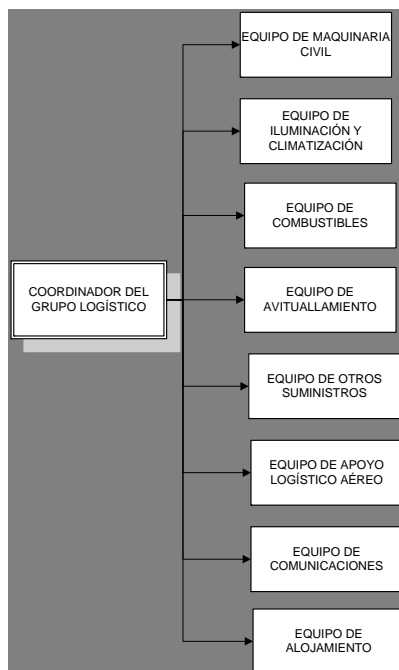 EQUIPO DE MAQUINARIA
CIVIL
EQUIPO DE
ILUMINACIÓN Y
CLIMATIZACIÓN
EQUIPO DE
COMBUSTIBLES
COORDINADOR DEL
GRUPO LOGÍSTICO
EQUIPO DE
AVITUALLAMIENTO
EQUIPO DE OTROS
SUMINISTROS
EQUIPO DE APOYO
LOGÍSTICO AÉREO
EQUIPO DE
COMUNICACIONES
EQUIPO DE
ALOJAMIENTO